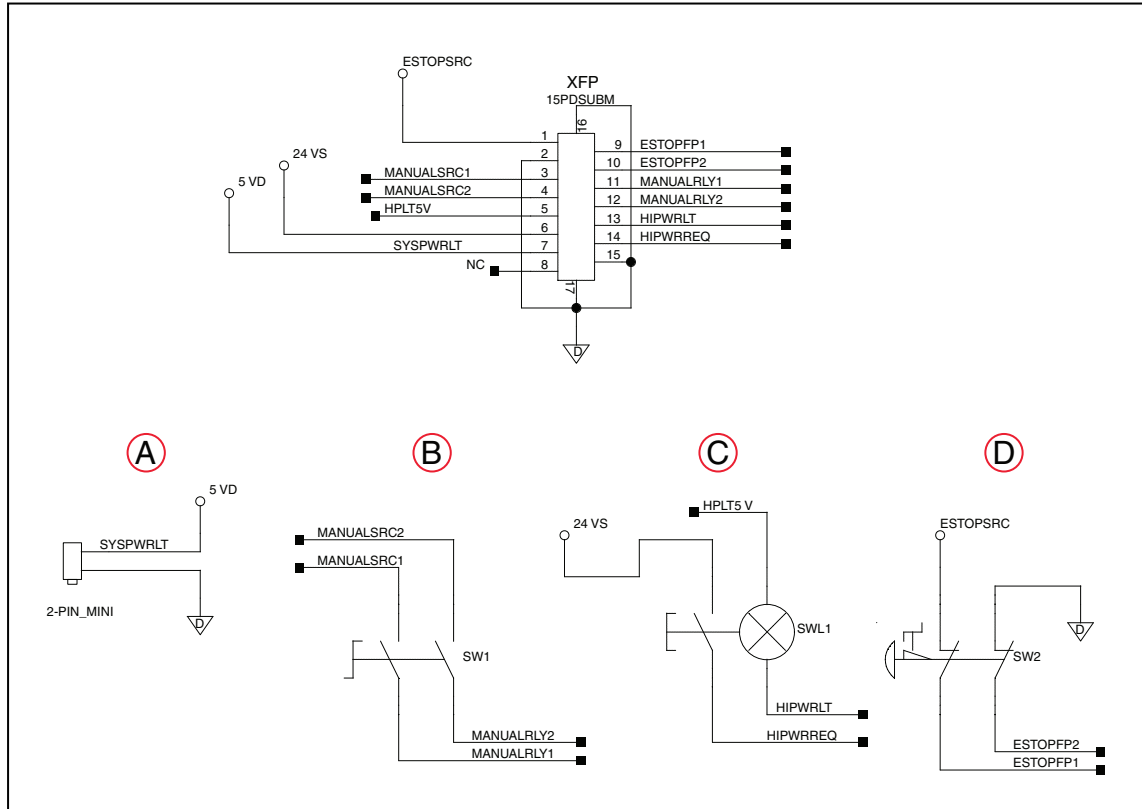 ESTOPSRC
XFP
15PDSUBM
16
24 VS
5 VD
1
2
MANUALSRC1 3
MANUALSRC2 4
HPLT5V 5
6
SYSPWRLT 7
NC 8
9 ESTOPFP1
10 ESTOPFP2
11 MANUALRLY1
12 MANUALRLY2
13 HIPWRLT
14 HIPWRREQ
15
17
D
A
B
C
D
5 VD
SYSPWRLT
2-PIN_MINI
D
MANUALSRC2
MANUALSRC1
SW1
MANUALRLY2
MANUALRLY1
HPLT5 V
24 VS
SWL1
HIPWRLT
HIPWRREQ
ESTOPSRC
D
SW2
ESTOPFP2
ESTOPFP1